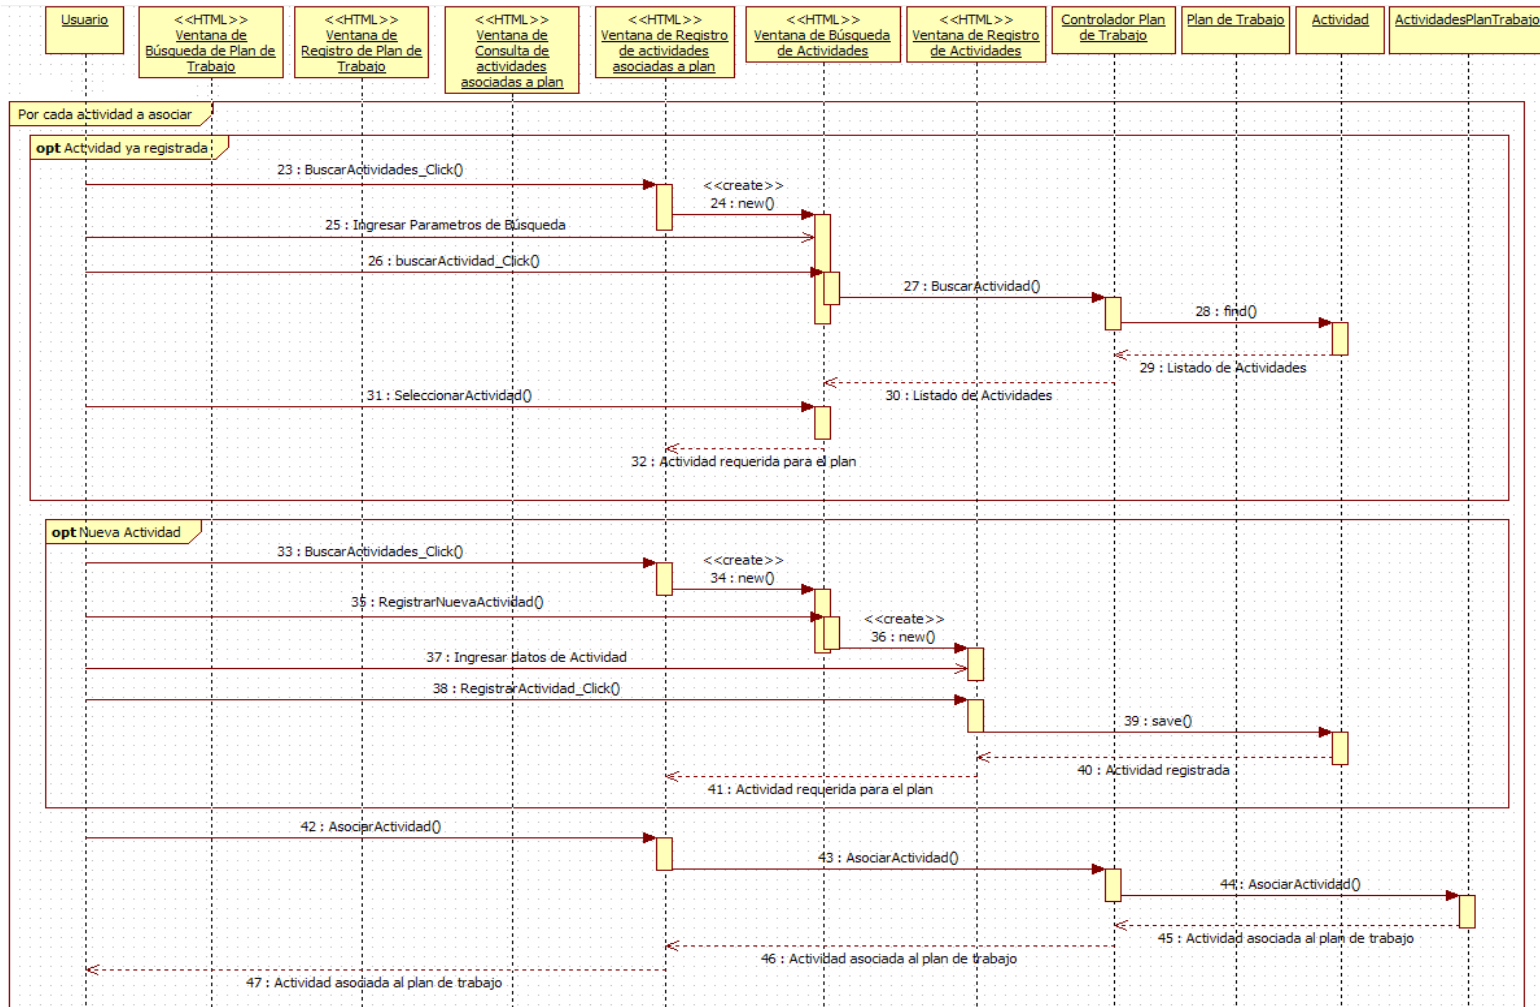 Usuario
<<HTML>>
Ventana de
Búsqueda de Plan de
Trabajo
<<HTML>>
Ventana de
Registro de Plan de
Trabajo
<<HTML>>
Ventana de
Consulta de
actividades
asociadas a plan
<<HTML>>
Ventana de Registro
de actividades
asociadas a plan
<<HTML>>
Ventana de Búsqueda
de Actividades
<<HTML>>
Ventana de Registro
de Actividades
Controlador Plan
de Trabajo
Plan de Trabajo
Actividad
ActividadesPlanTrabajo
Por cada actividad a asociar
opt Actividad ya registrada
23 : BuscarActividades_Click()
<<create>>
24 : new()
25 : Ingresar Parametros de Búsqueda
26 : buscarActividad_Click()
27 : BuscarActividad()
28 : find()
29 : Listado de Actividades
30 : Listado de Actividades
31 : SeleccionarActividad()
32 : Actividad requerida para el plan
opt Nueva Actividad
33 : BuscarActividades_Click()
<<create>>
34 : new()
35 : RegistrarNuevaActividad()
<<create>>
36 : new()
37 : Ingresar datos de Actividad
38 : RegistrarActividad_Click()
39 : save()
40 : Actividad registrada
41 : Actividad requerida para el plan
42 : AsociarActividad()
43 : AsociarActividad()
44 : AsociarActividad()
45 : Actividad asociada al plan de trabajo
46 : Actividad asociada al plan de trabajo
47 : Actividad asociada al plan de trabajo